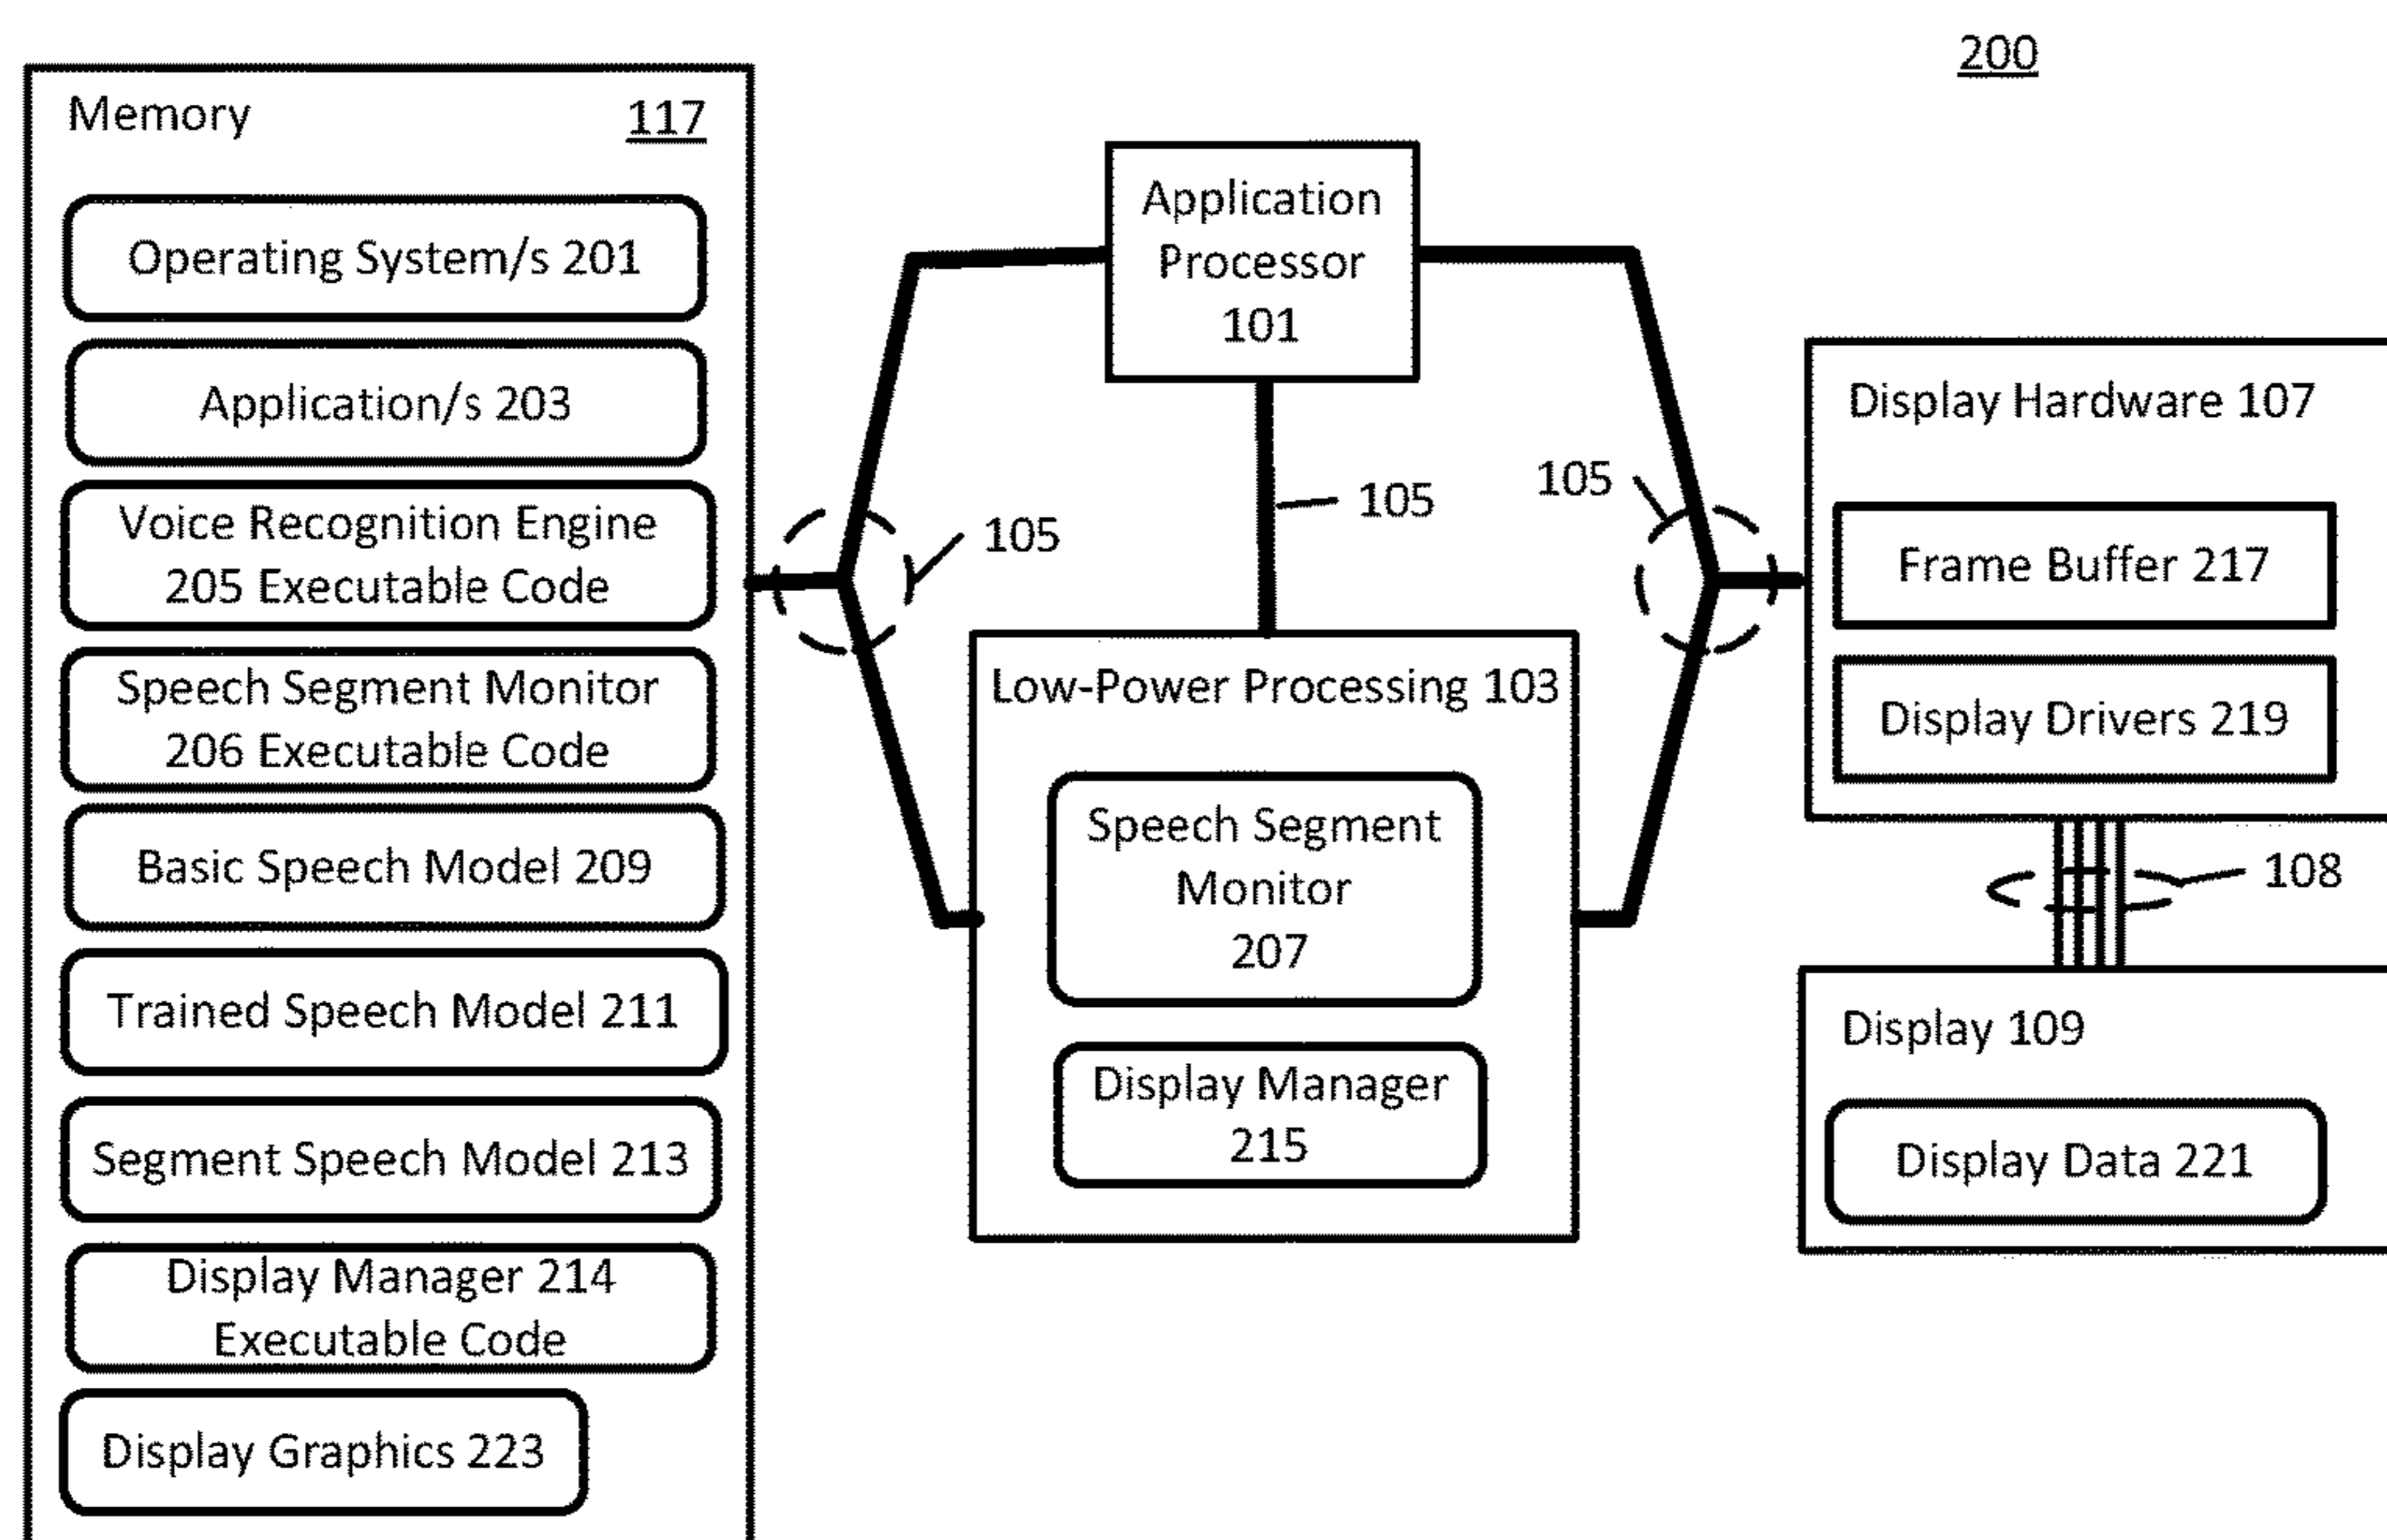 200
Memory 117
Operating System/s 201
Application/s 203
Voice Recognition Engine
205 Executable Code
Speech Segment Monitor
206 Executable Code
Basic Speech Model 209
Trained Speech Model 211
Segment Speech Model 213
Display Manager 214
Executable Code
Display Graphics 223
105
Application
Processor
101
105
Low-Power Processing 103
Speech Segment
Monitor
207
Display Manager
215
105
Display Hardware 107
Frame Buffer 217
Display Drivers 219
108
Display 109
Display Data 221